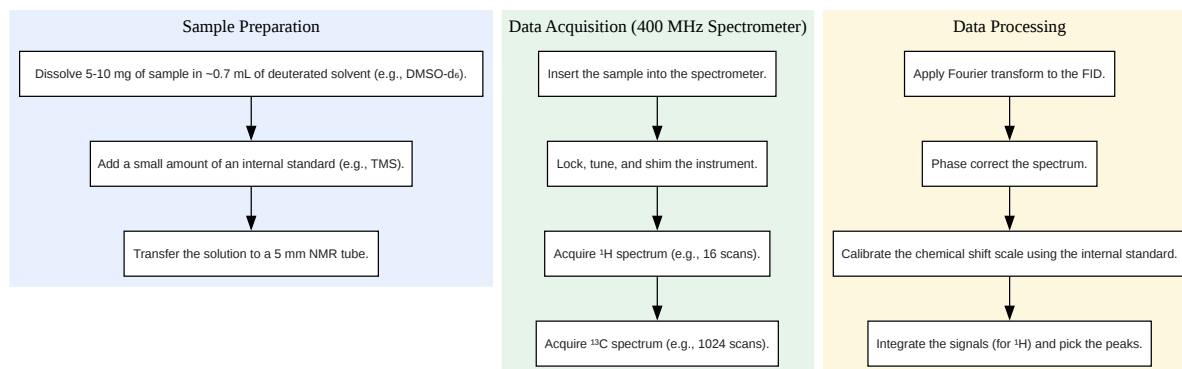 Sample Preparation
Dissolve 5-10 mg of sample in ~0.7 mL of deuterated solvent (e.g., DMSO-d₆).
Add a small amount of an internal standard (e.g., TMS).
Transfer the solution to a 5 mm NMR tube.
Data Acquisition (400 MHz Spectrometer)
Insert the sample into the spectrometer.
Lock, tune, and shim the instrument.
Acquire ¹H spectrum (e.g., 16 scans).
Acquire ¹³C spectrum (e.g., 1024 scans).
Data Processing
Apply Fourier transform to the FID.
Phase correct the spectrum.
Calibrate the chemical shift scale using the internal standard.
Integrate the signals (for ¹H) and pick the peaks.